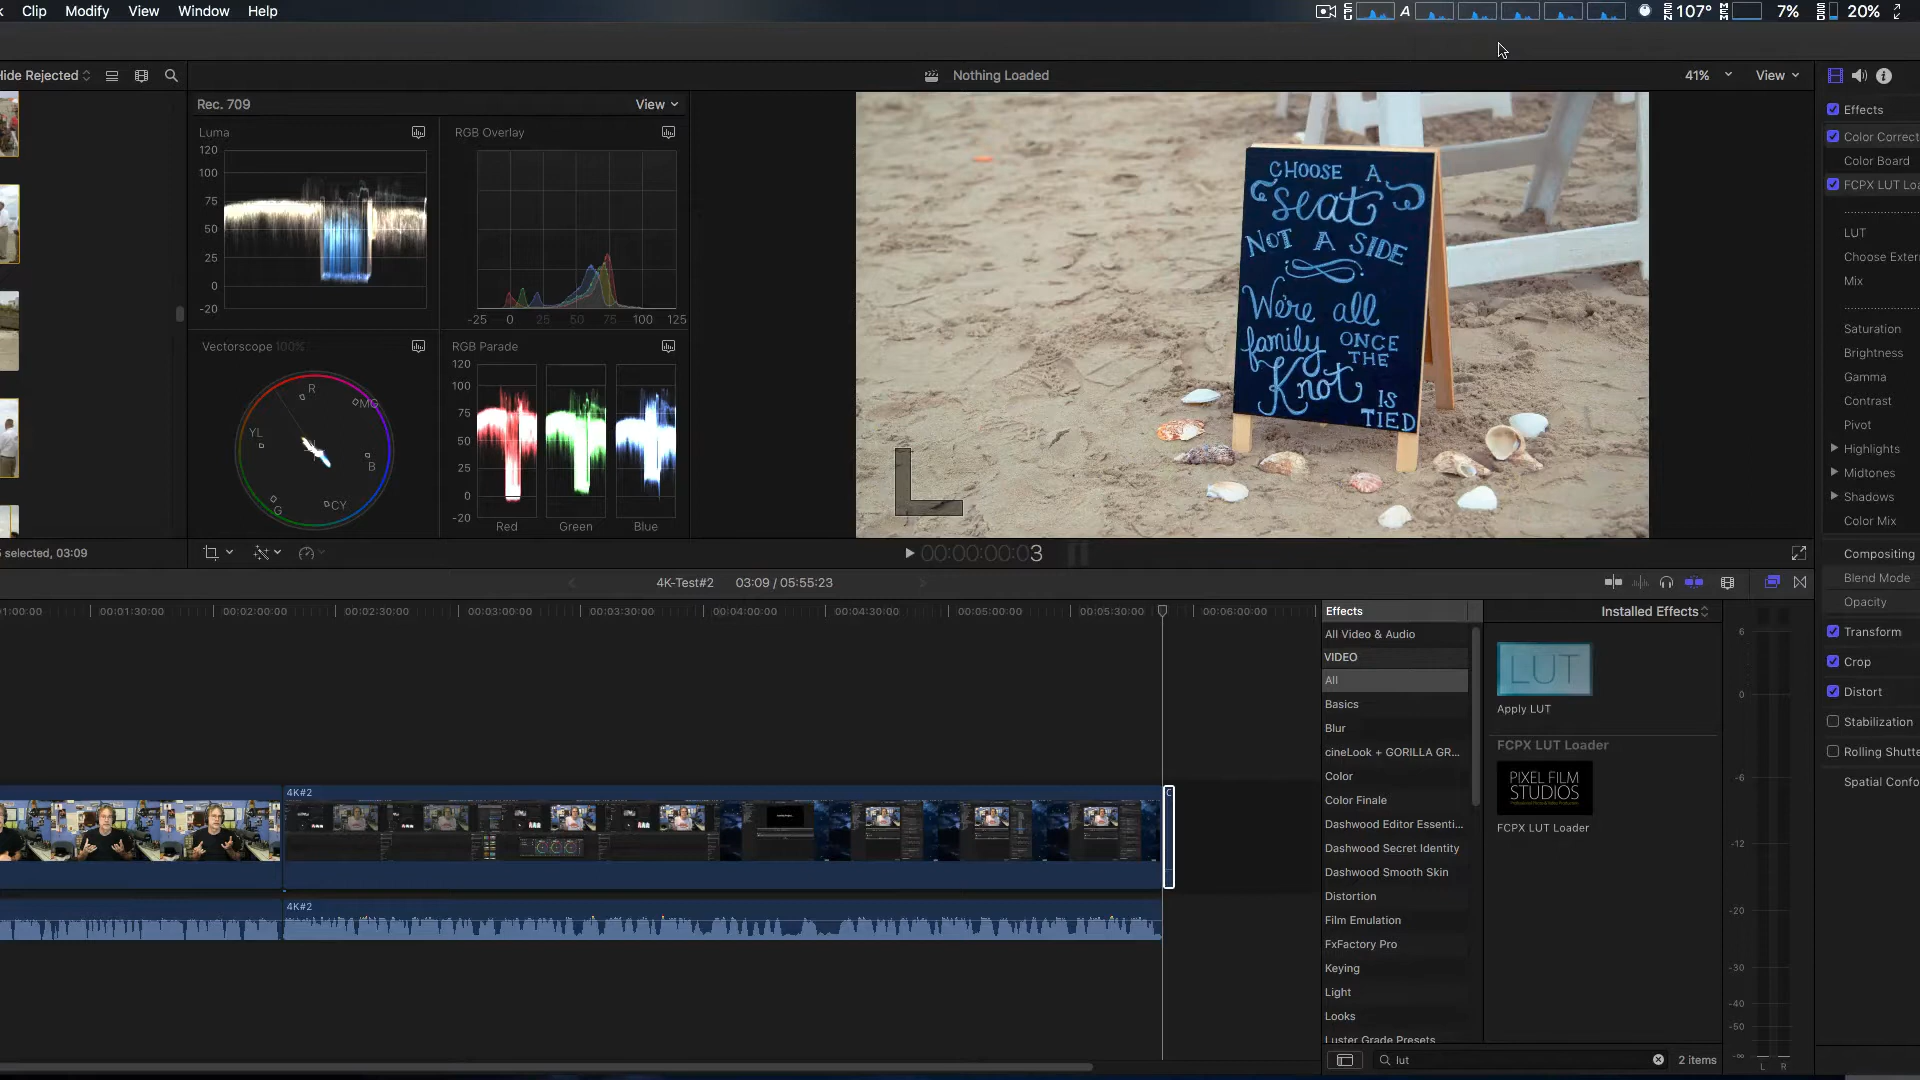 Clip Modify View Window Help
A 107° 7% 20%
Hide Rejected
Nothing Loaded
41% View
Rec. 709 View
Luma
120
100
75
50
25
0
-20
RGB Overlay
-25 0 25 50 75 100 125
Vectorscope 100%
R
MG
B
CY
G
YL
RGB Parade
120
100
75
50
25
0
-20
Red Green Blue
CHOOSE A
seat
NOT A SIDE
We're all
family ONCE
THE
Knot IS
TIED
Effects
Color Correct
Color Board
FCPX LUT Loa
LUT
Choose Exter
Mix
Saturation
Brightness
Gamma
Contrast
Pivot
Highlights
Midtones
Shadows
Color Mix
Compositing
Blend Mode
Opacity
Transform
Crop
Distort
Stabilization
Rolling Shutte
Spatial Confo
selected, 03:09
00:00:00:03
4K-Test#2 03:09 / 05:55:23
1:00:00 00:01:30:00 00:02:00:00 00:02:30:00 00:03:00:00 00:03:30:00 00:04:00:00 00:04:30:00 00:05:00:00 00:05:30:00 00:06:00:00
4K#2
4K#2
Effects
All Video & Audio
VIDEO
All
Basics
Blur
cineLook + GORILLA GR...
Color
Color Finale
Dashwood Editor Essenti...
Dashwood Secret Identity
Dashwood Smooth Skin
Distortion
Film Emulation
FxFactory Pro
Keying
Light
Looks
Luster Grade Presets
Installed Effects
LUT
Apply LUT
FCPX LUT Loader
PIXEL FILM
STUDIOS
FCPX LUT Loader
lut
2 items
6
0
-6
-12
-20
-30
-40
-50
-∞
L R